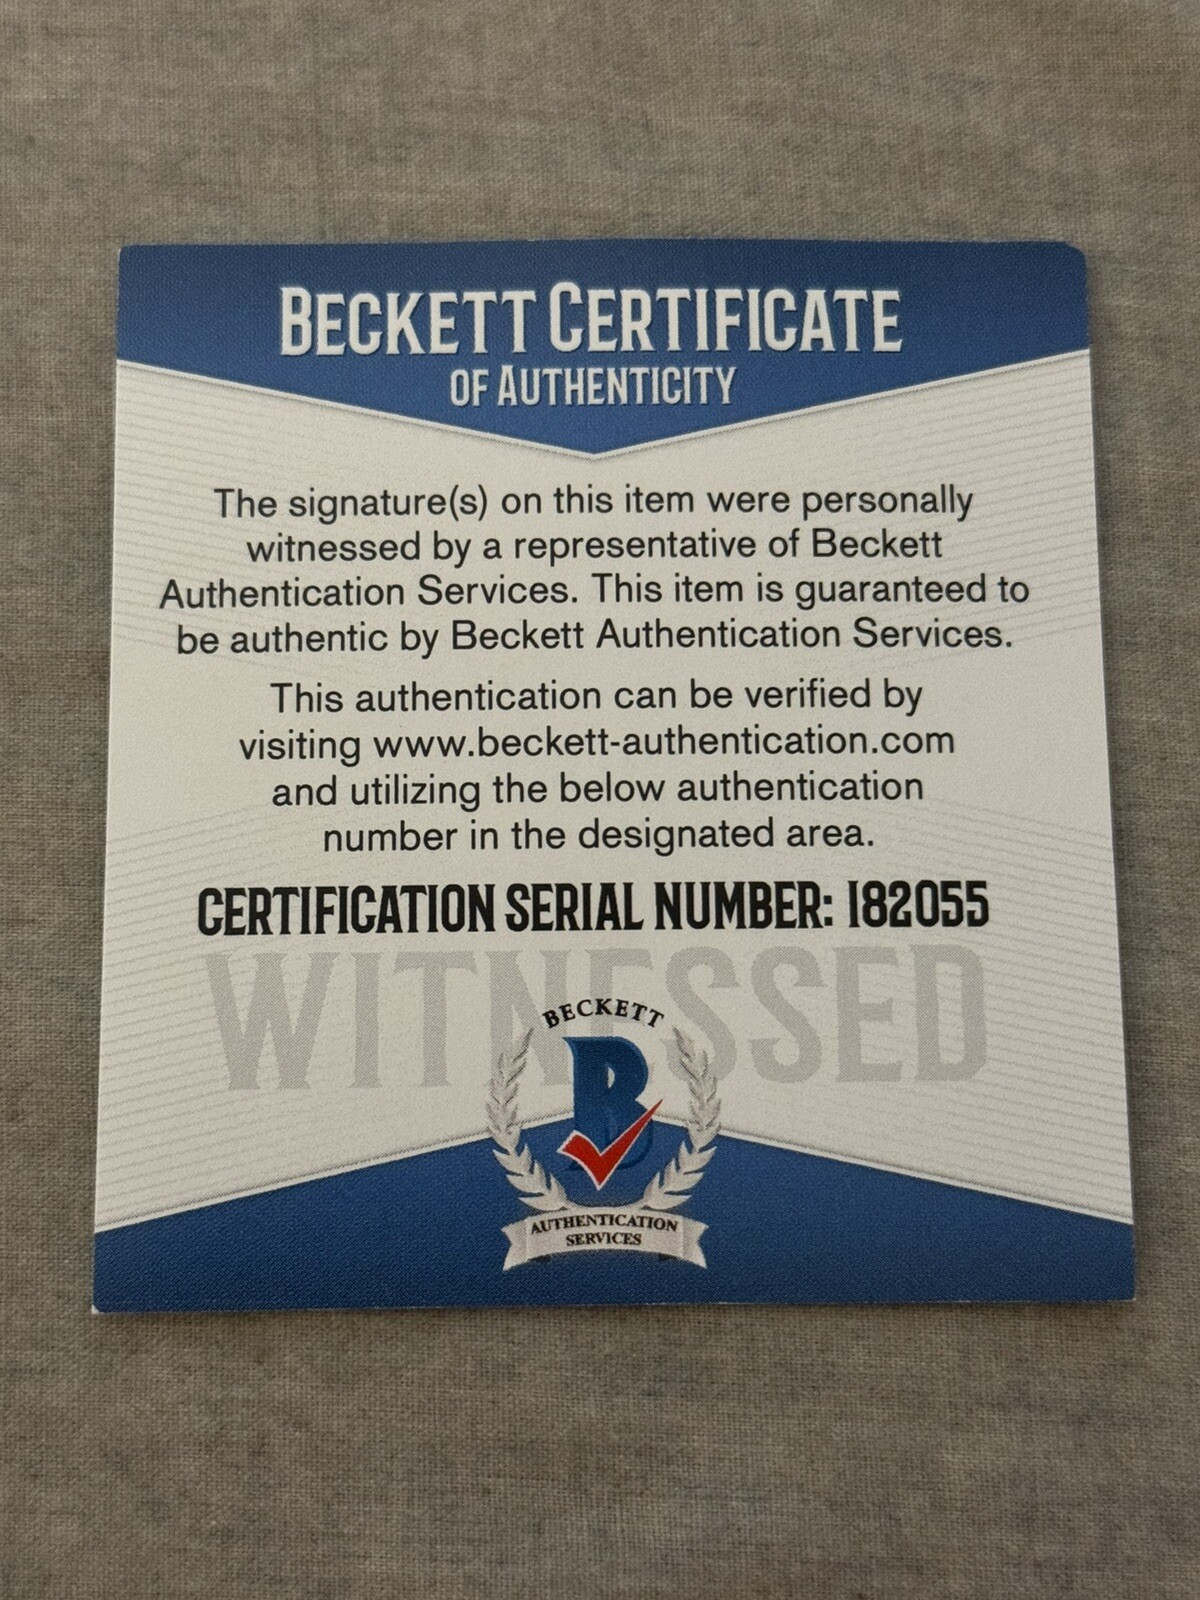 BECKETT CERTIFICATE
OF AUTHENTICITY
The signature(s) on this item were personally
witnessed by a representative of Beckett
Authentication Services. This item is guaranteed to
be authentic by Beckett Authentication Services.
This authentication can be verified by
visiting www.beckett-authentication.com
and utilizing the below authentication
number in the designated area.
CERTIFICATION SERIAL NUMBER: 182055
WITNESSED
BECKETT
B
AUTHENTICATION
SERVICES